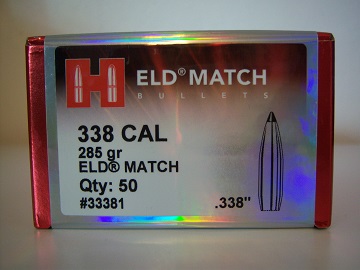 H
ELD® MATCH
BULLETS
338 CAL
285 gr
ELD® MATCH
Qty: 50
#33381
.338"